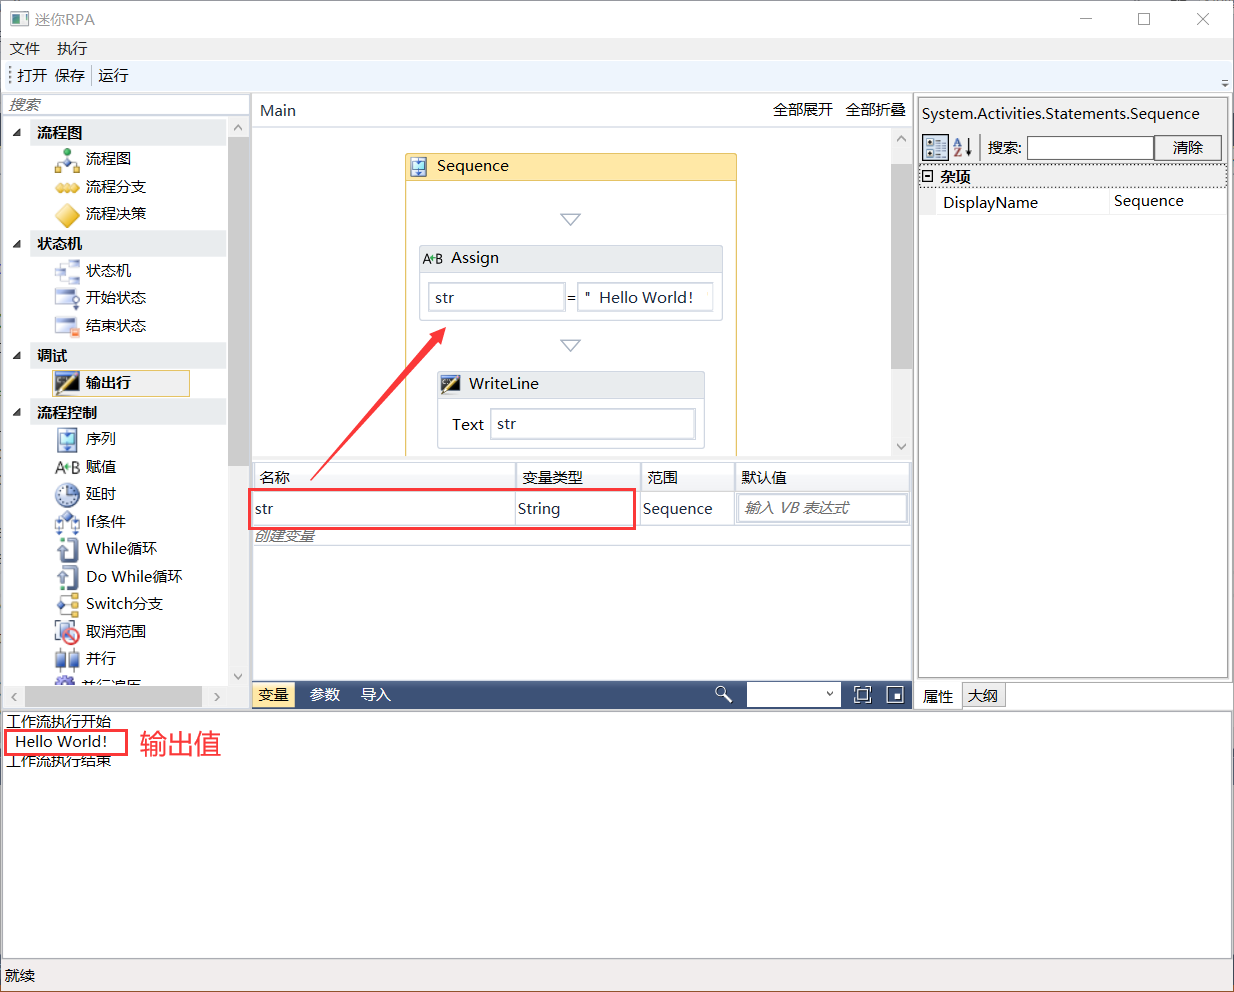 迷你RPA
文件 执行
打开 保存 运行
搜索
流程图
流程图
流程分支
流程决策
状态机
状态机
开始状态
结束状态
调试
输出行
流程控制
序列
A+B 赋值
延时
If条件
While循环
Do While循环
Switch分支
取消范围
并行
并行遍历
Main 全部展开 全部折叠
Sequence
A+B Assign
str = " Hello World!
WriteLine
Text str
名称 变量类型 范围 默认值
str String Sequence 输入 VB 表达式
创建变量
变量 参数 导入
System.Activities.Statements.Sequence
A Z 搜索: 清除
杂项
DisplayName Sequence
属性 大纲
工作流执行开始
Hello World! 输出值
工作流执行结束
就续